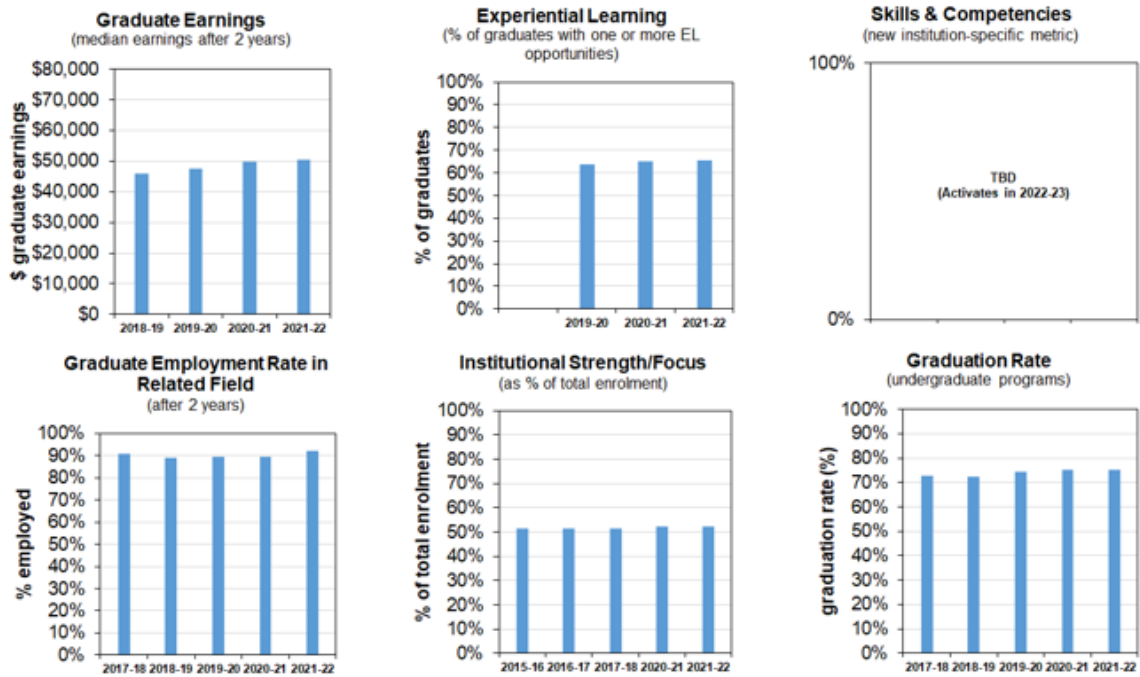 Graduate Earnings
(median earnings after 2 years)
$80,000
$70,000
$60,000
$50,000
$40,000
$30,000
$20,000
$10,000
$0
$ graduate earnings
2018-19 2019-20 2020-21 2021-22
Experiential Learning
(% of graduates with one or more EL
opportunities)
100%
90%
80%
70%
60%
50%
40%
30%
20%
10%
0%
% of graduates
2019-20 2020-21 2021-22
Skills & Competencies
(new institution-specific metric)
100%
TBD
(Activates in 2022-23)
0%
Graduate Employment Rate in
Related Field
(after 2 years)
100%
90%
80%
70%
60%
50%
40%
30%
20%
10%
0%
% employed
2017-18 2018-19 2019-20 2020-21 2021-22
Institutional Strength/Focus
(as % of total enrolment)
100%
90%
80%
70%
60%
50%
40%
30%
20%
10%
0%
% of total enrolment
2015-16 2016-17 2017-18 2020-21 2021-22
Graduation Rate
(undergraduate programs)
100%
90%
80%
70%
60%
50%
40%
30%
20%
10%
0%
graduation rate (%)
2017-18 2018-19 2019-20 2020-21 2021-22